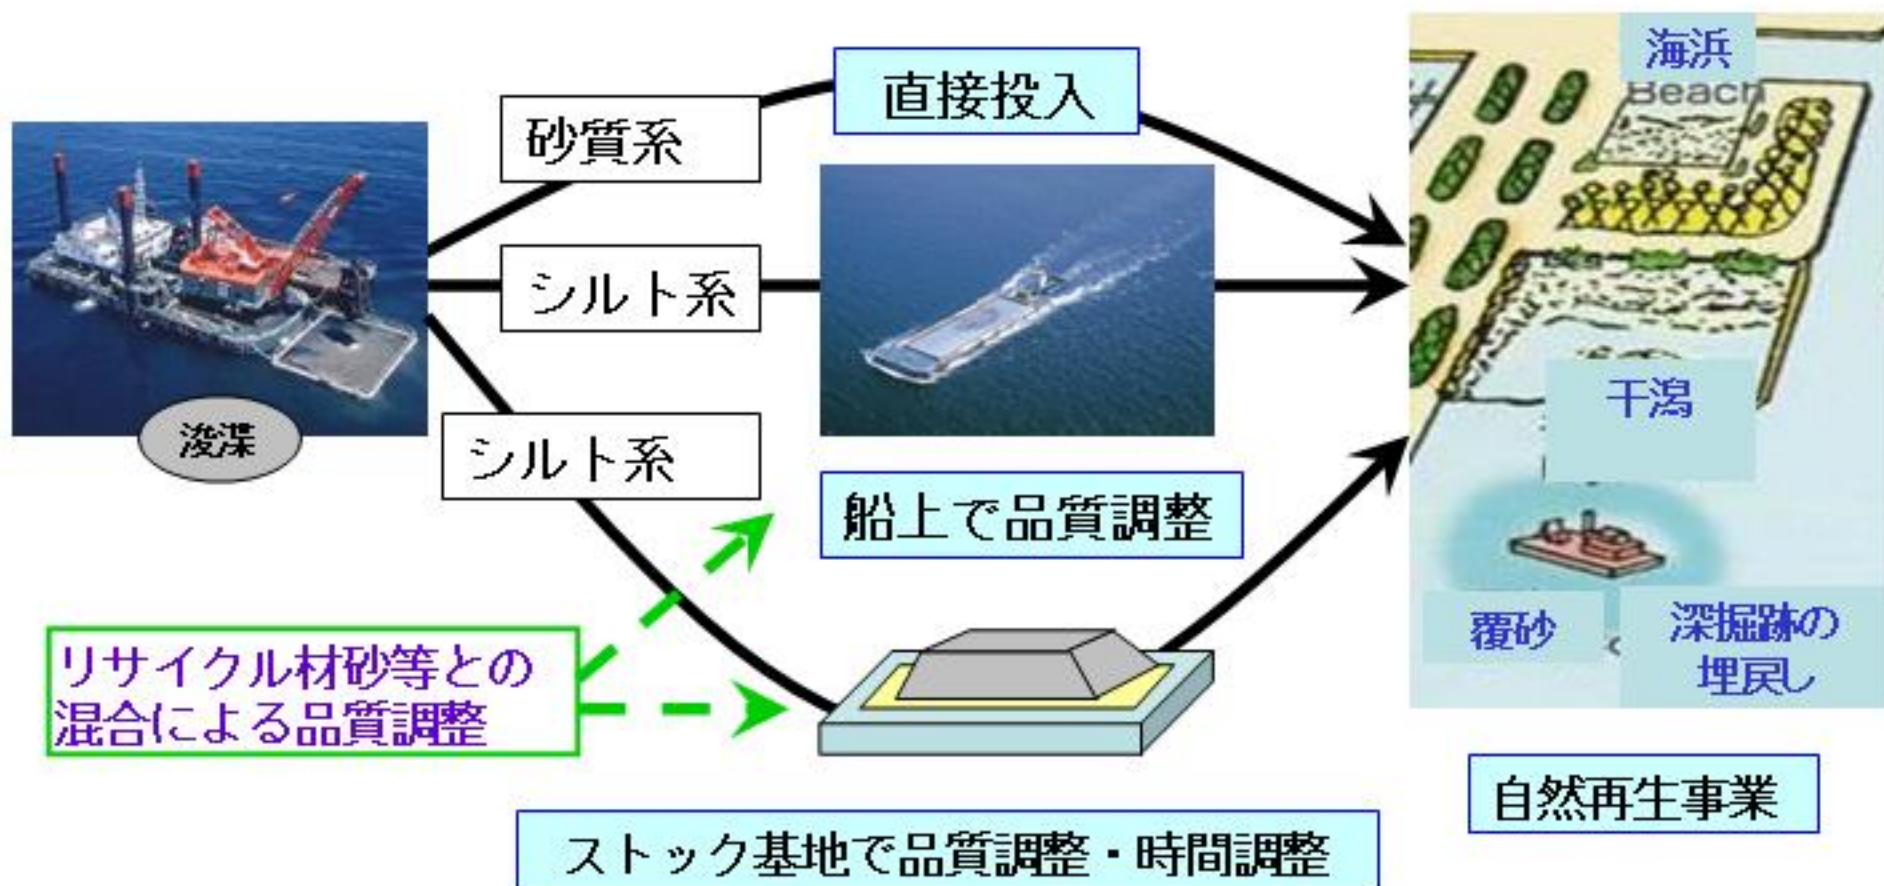 海浜
Beach
直接投入
砂質系
シルト系
干潟
浚渫
シルト系
船上で品質調整
覆砂
深掘跡の
埋戻し
リサイクル材砂等との
混合による品質調整
自然再生事業
ストック基地で品質調整・時間調整